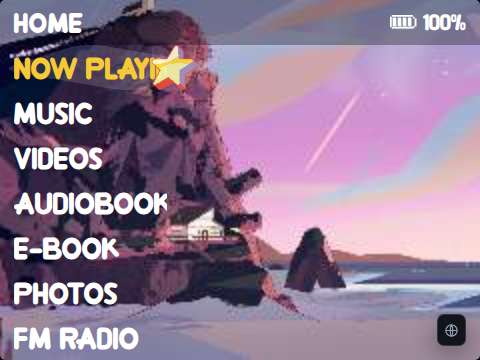 HOME 100%
NOW PLAYI
MUSIC
VIDEOS
AUDIOBOOK
E-BOOK
PHOTOS
FM RADIO